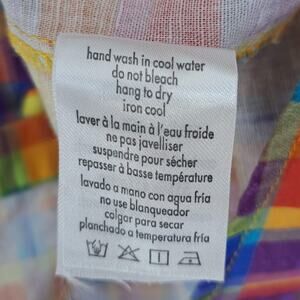 hand wash in cool water
do not bleach
hang to dry
iron cool
laver à la main à l'eau froide
ne pas javelliser
suspendre pour sécher
repasser à basse température
lavado a mano con agua fria
no use blanqueador
colgar para secar
planchado a temperatura fria